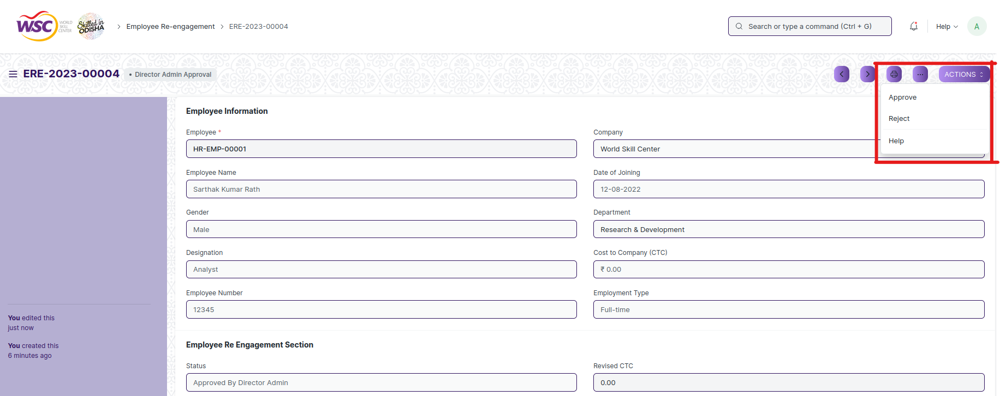 WSC WORLD SKILL CENTER
Skilled in ODISHA
Employee Re-engagement
ERE-2023-00004
Search or type a command (Ctrl + G)
Help
A
ERE-2023-00004
Director Admin Approval
ACTIONS
Approve
Reject
Help
Employee Information
Employee *
Company
HR-EMP-00001
World Skill Center
Employee Name
Date of Joining
Sarthak Kumar Rath
12-08-2022
Gender
Department
Male
Research & Development
Designation
Cost to Company (CTC)
Analyst
₹ 0.00
Employee Number
Employment Type
12345
Full-time
You edited this
just now
You created this
6 minutes ago
Employee Re Engagement Section
Status
Revised CTC
Approved By Director Admin
0.00